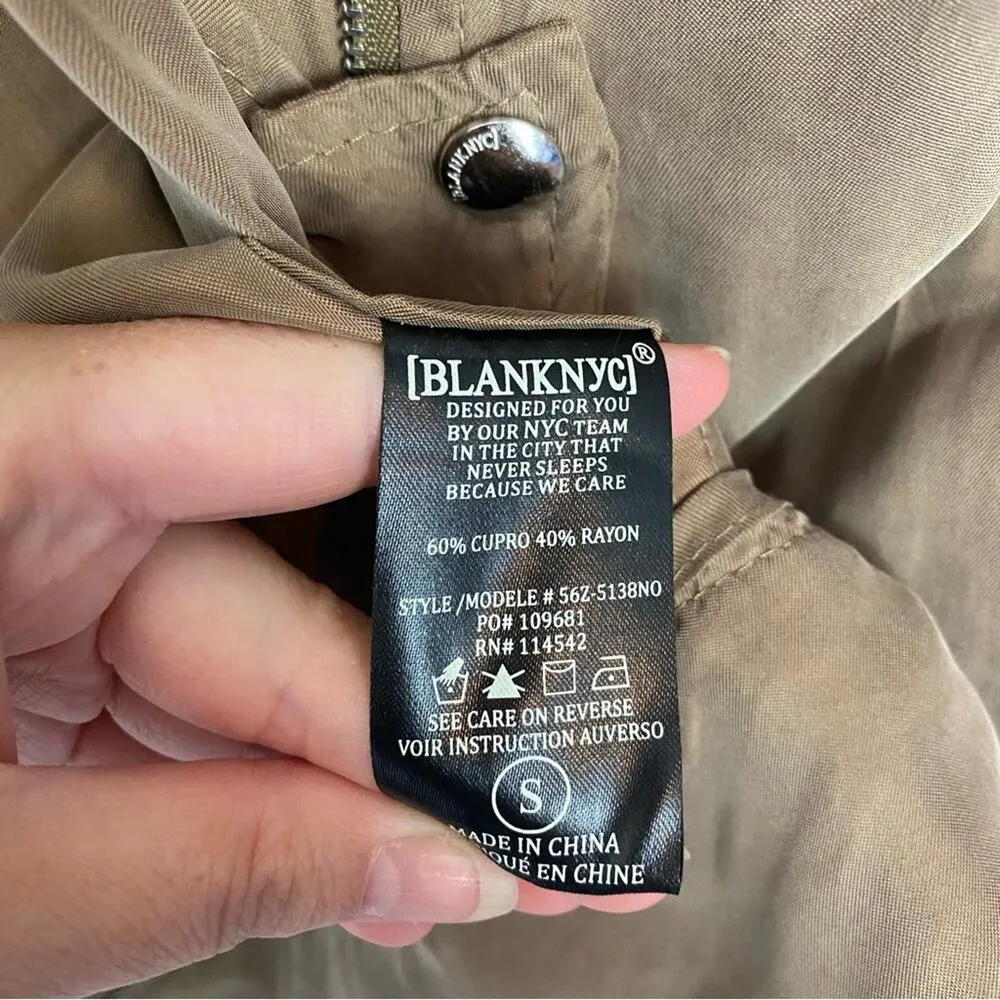 BLANKNYC]
[BLANKNYC]®
DESIGNED FOR YOU
BY OUR NYC TEAM
IN THE CITY THAT
NEVER SLEEPS
BECAUSE WE CARE
60% CUPRO 40% RAYON
STYLE /MODELE # 56Z-5138NO
PO# 109681
RN# 114542
SEE CARE ON REVERSE
VOIR INSTRUCTION AUVERSO
S
MADE IN CHINA
EN CHINE